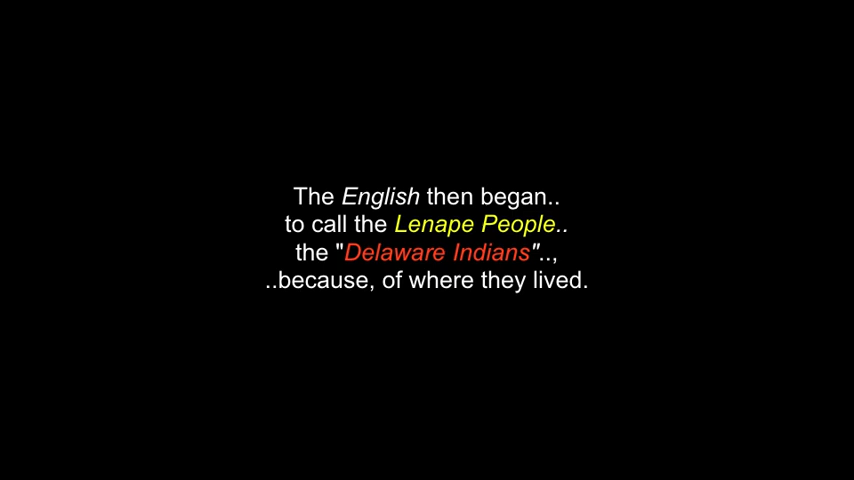 The English then began..
to call the Lenape People..
the "Delaware Indians"..,
..because, of where they lived.